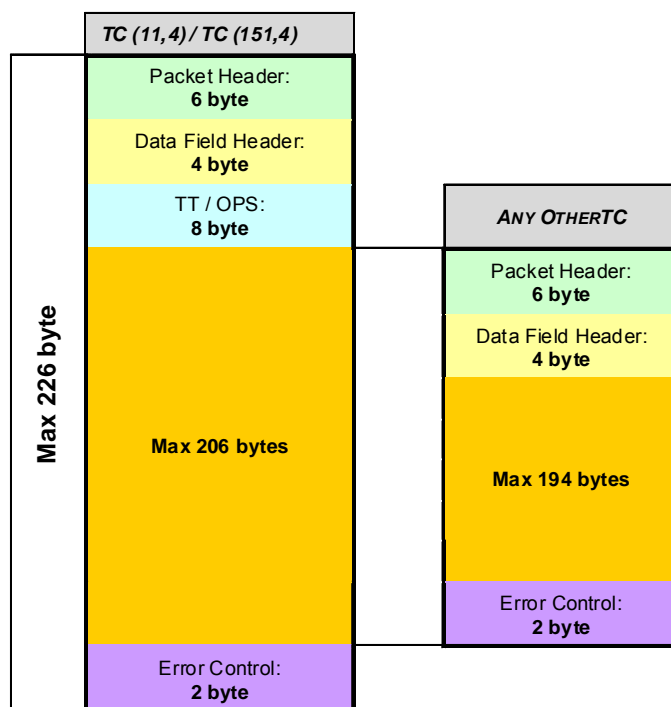 TC (11,4) / TC (151,4)
Packet Header:
6 byte
Data Field Header:
4 byte
TT / OPS:
8 byte
Max 206 bytes
Error Control:
2 byte
Max 226 byte
ANY OTHERTC
Packet Header:
6 byte
Data Field Header:
4 byte
Max 194 bytes
Error Control:
2 byte